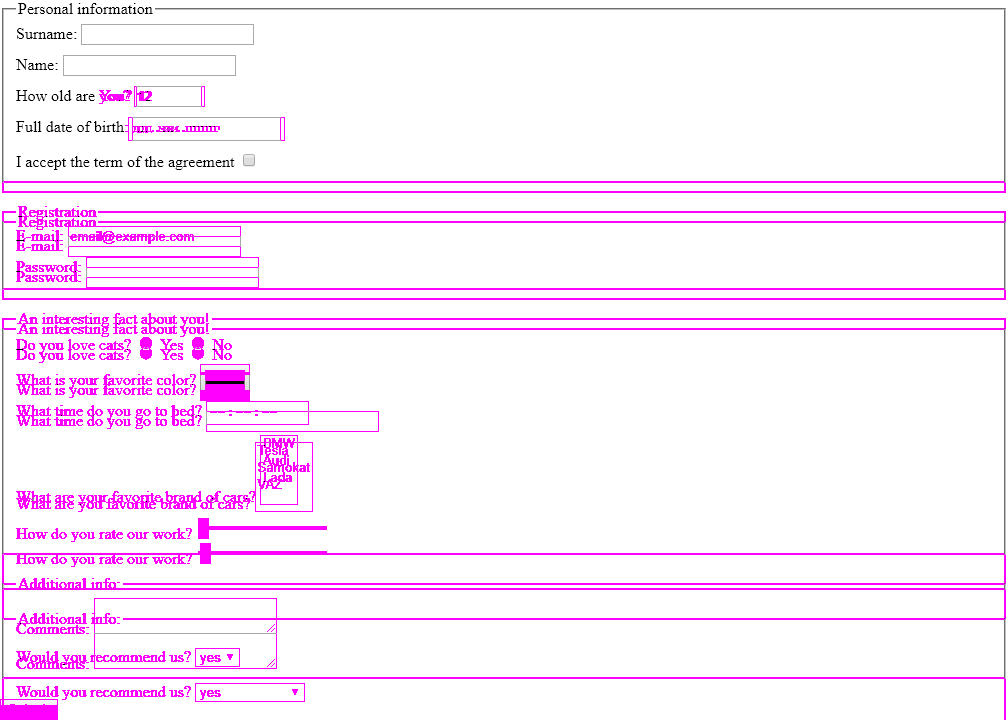 Personal information
Surname:
Name:
How old are you? 12
Full date of birth:
I accept the term of the agreement
Registration
Registration
E-mail: email@example.com
E-mail:
Password:
Password:
An interesting fact about you!
An interesting fact about you!
Do you love cats? Yes No
Do you love cats? Yes No
What is your favorite color?
What is your favorite color?
What time do you go to bed? -- : -- --
What time do you go to bed?
BMW
Tesla
Audi
Samokat
Lada
VAZ
What are your favorite brand of cars?
What are you favorite brand of cars?
How do you rate our work?
How do you rate our work?
Additional info:
Additional info:
Comments:
Would you recommend us? yes
Comments:
Would you recommend us? yes